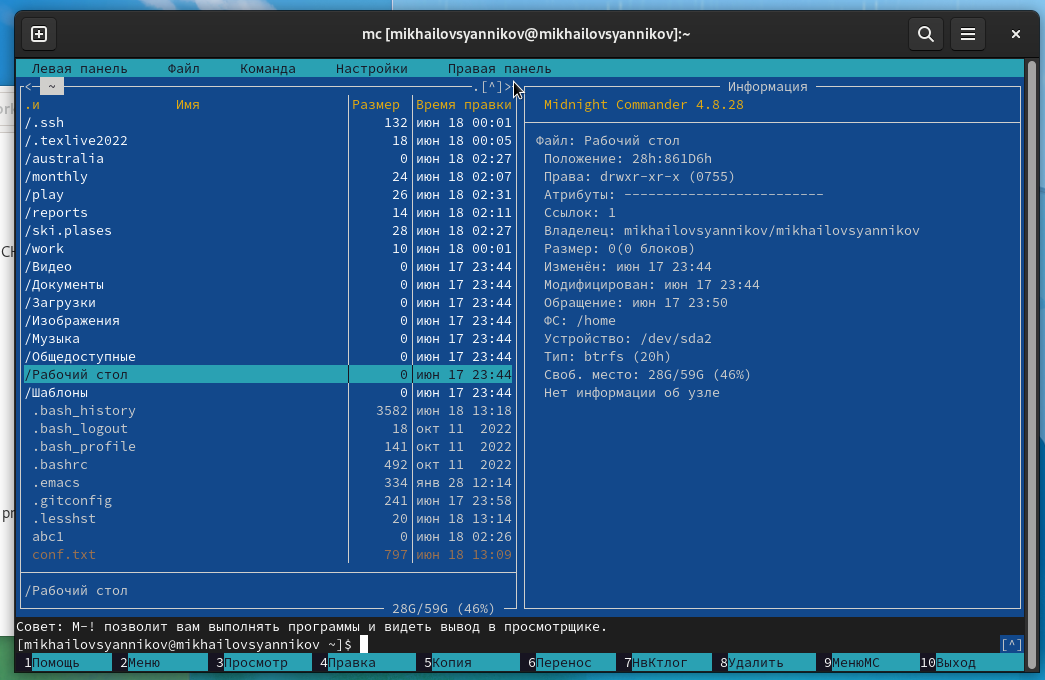 mc [mikhailovsyannikov@mikhailovsyannikov]:~
Левая панель Файл Команда Настройки Правая панель
<─ ~ .[^]>
.и Имя Размер Время правки
/.ssh 132 июн 18 00:01
/.texlive2022 18 июн 18 00:05
/australia 0 июн 18 02:27
/monthly 24 июн 18 02:07
/play 26 июн 18 02:31
/reports 14 июн 18 02:11
/ski.plases 28 июн 18 02:27
/work 10 июн 18 00:01
/Видео 0 июн 17 23:44
/Документы 0 июн 17 23:44
/Загрузки 0 июн 17 23:44
/Изображения 0 июн 17 23:44
/Музыка 0 июн 17 23:44
/Общедоступные 0 июн 17 23:44
/Рабочий стол 0 июн 17 23:44
/Шаблоны 0 июн 17 23:44
.bash_history 3582 июн 18 13:18
.bash_logout 18 окт 11 2022
.bash_profile 141 окт 11 2022
.bashrc 492 окт 11 2022
.emacs 334 янв 28 12:14
.gitconfig 241 июн 17 23:58
.lesshst 20 июн 18 13:14
abc1 0 июн 18 02:26
conf.txt 797 июн 18 13:09
/Рабочий стол
28G/59G (46%)
Информация
Midnight Commander 4.8.28
Файл: Рабочий стол
Положение: 28h:861D6h
Права: drwxr-xr-x (0755)
Атрибуты: -------------------------
Ссылок: 1
Владелец: mikhailovsyannikov/mikhailovsyannikov
Размер: 0(0 блоков)
Изменён: июн 17 23:44
Модифицирован: июн 17 23:44
Обращение: июн 17 23:50
ФС: /home
Устройство: /dev/sda2
Тип: btrfs (20h)
Своб. место: 28G/59G (46%)
Нет информации об узле
Совет: M-! позволит вам выполнять программы и видеть вывод в просмотрщике.
[mikhailovsyannikov@mikhailovsyannikov ~]$ [^]
1Помощь 2Меню 3Просмотр 4Правка 5Копия 6Перенос 7НвКтлог 8Удалить 9МенюMC 10Выход